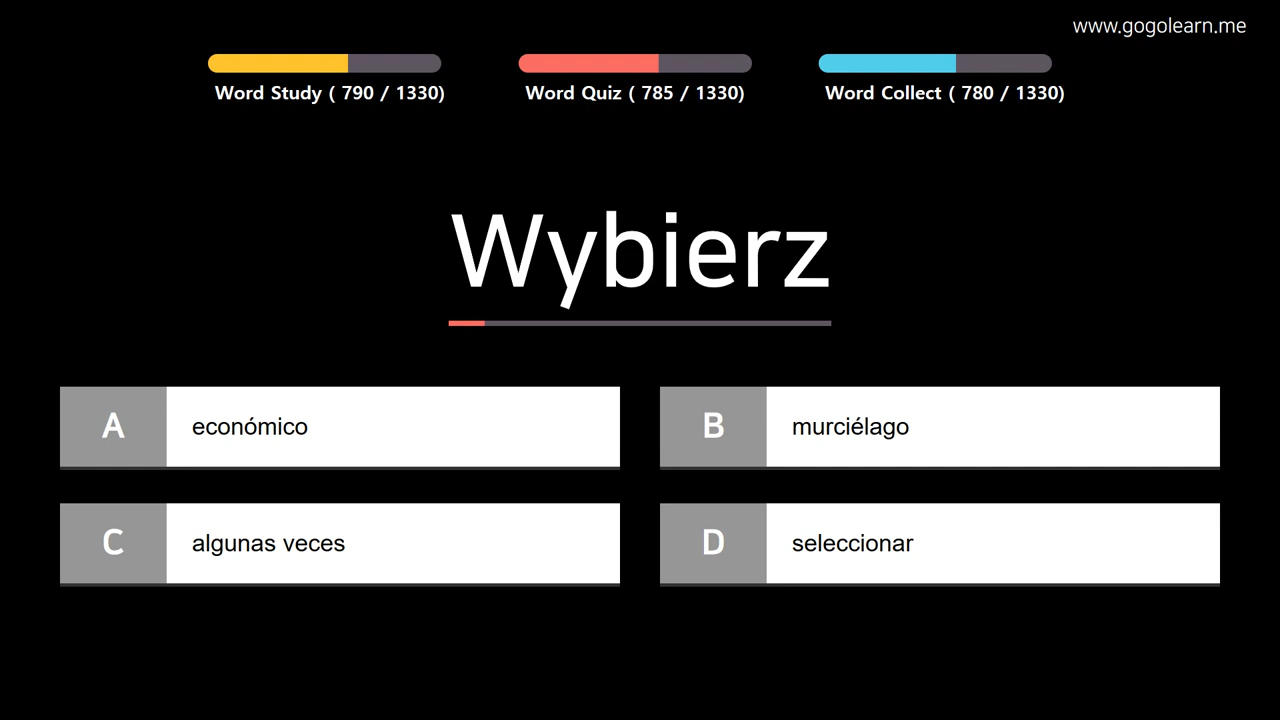 www.gogolearn.me
Word Study ( 790 / 1330)
Word Quiz ( 785 / 1330)
Word Collect ( 780 / 1330)
Wybierz
A
económico
B
murciélago
C
algunas veces
D
seleccionar